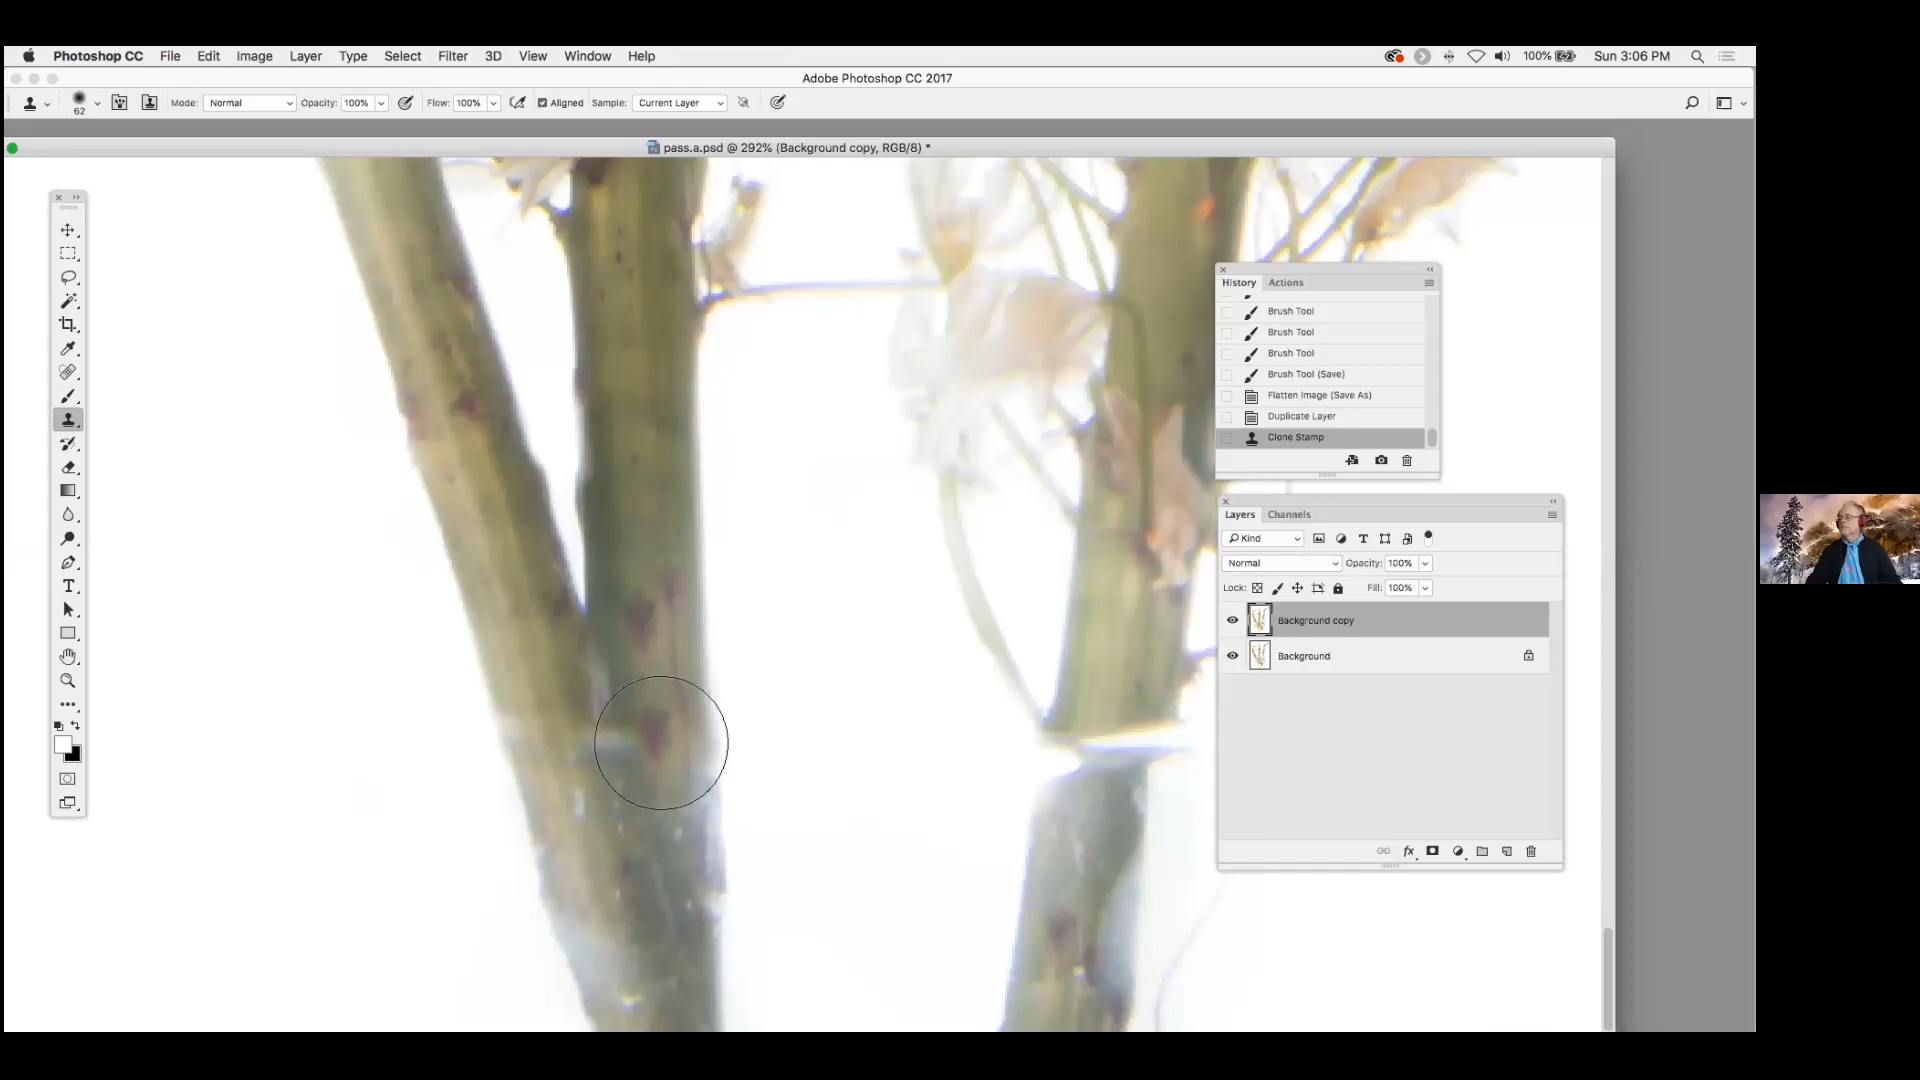 Photoshop CC File Edit Image Layer Type Select Filter 3D View Window Help 100% Sun 3:06 PM
Adobe Photoshop CC 2017
62 Mode: Normal Opacity: 100% Flow: 100% Aligned Sample: Current Layer
pass.a.psd @ 292% (Background copy, RGB/8) *
History Actions
Brush Tool
Brush Tool
Brush Tool
Brush Tool (Save)
Flatten Image (Save As)
Duplicate Layer
Clone Stamp
Layers Channels
Kind
Normal Opacity: 100%
Lock: Fill: 100%
Background copy
Background
fx